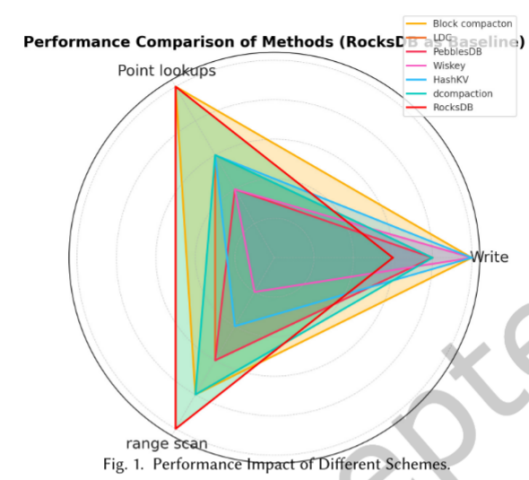 Performance Comparison of Methods (RocksDB as Baseline)
Block compacton
LDC
PebblesDB
Wiskey
HashKV
dcompaction
RocksDB
Point lookups
Write
range scan
Fig. 1. Performance Impact of Different Schemes.
epte